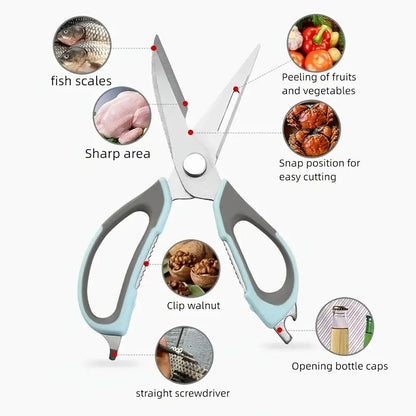 fish scales
Peeling of fruits
and vegetables
Sharp area
Snap position for
easy cutting
Clip walnut
Opening bottle caps
straight screwdriver